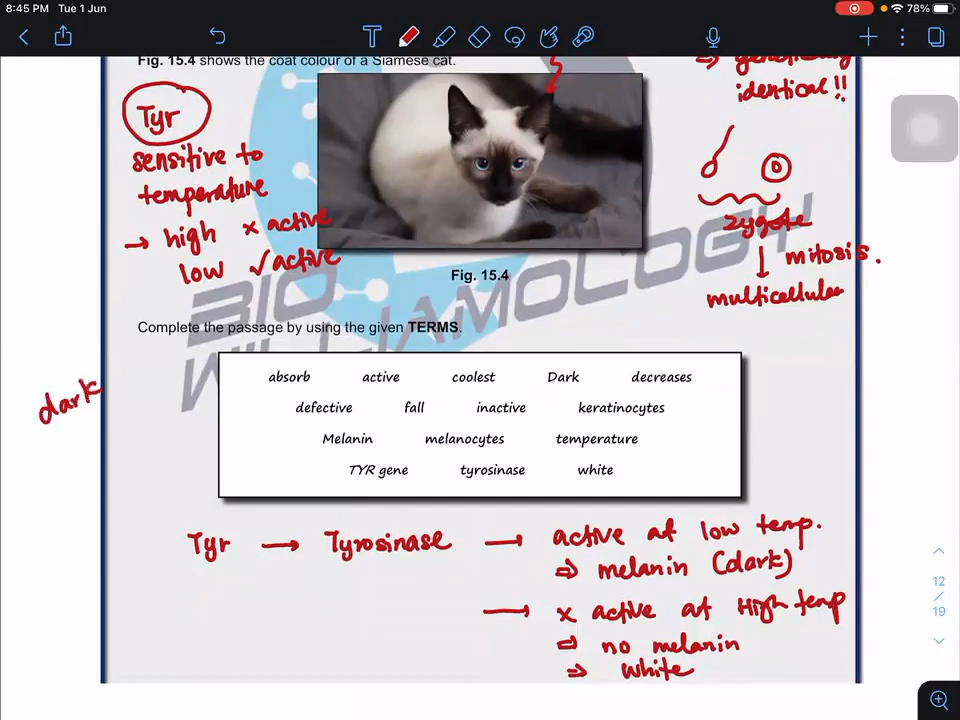 8:45 PM Tue 1 Jun
78%
Fig. 15.4 shows the coat colour of a Siamese cat.
⇒ genetically
identical!!
Tyr
sensitive to
temperature
→ high x active
low ✓active
zygote
↓ mitosis.
multicellular
Fig. 15.4
BIO
WILLIAMOLOGY
Complete the passage by using the given TERMS.
dark
absorb active coolest Dark decreases
defective fall inactive keratinocytes
Melanin melanocytes temperature
TYR gene tyrosinase white
Tyr → Tyrosinase → active at low temp.
⇒ melanin (dark)
→ x active at High temp
⇒ no melanin
⇒ white
12
/
19